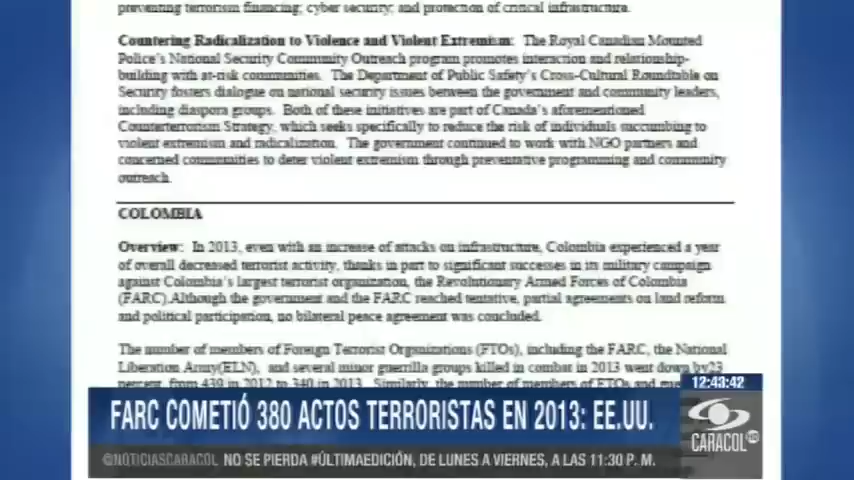 preventing terrorism financing; cyber security; and protection of critical infrastructure.
Countering Radicalization to Violence and Violent Extremism: The Royal Canadian Mounted
Police's National Security Community Outreach program promotes interaction and relationship-
building with at-risk communities. The Department of Public Safety's Cross-Cultural Roundtable on
Security fosters dialogue on national security issues between the government and community leaders,
including diaspora groups. Both of these initiatives are part of Canada's aforementioned
Counterterrorism Strategy, which seeks specifically to reduce the risk of individuals succumbing to
violent extremism and radicalization. The government continued to work with NGO partners and
concerned communities to deter violent extremism through preventative programming and community
outreach.
COLOMBIA
Overview: In 2013, even with an increase of attacks on infrastructure, Colombia experienced a year
of overall decreased terrorist activity, thanks in part to significant successes in its military campaign
against Colombia's largest terrorist organization, the Revolutionary Armed Forces of Colombia
(FARC).Although the government and the FARC reached tentative, partial agreements on land reform
and political participation, no bilateral peace agreement was concluded.
The number of members of Foreign Terrorist Organizations (FTOs), including the FARC, the National
Liberation Army(ELN), and several minor guerrilla groups killed in combat in 2013 went down by23
percent, from 439 in 2012 to 340 in 2013. Similarly, the number of members of FTOs and
12:43:42
FARC COMETIÓ 380 ACTOS TERRORISTAS EN 2013: EE.UU.
CARACOL HD
@NOTICIASCARACOL NO SE PIERDA #ÚLTIMAEDICIÓN, DE LUNES A VIERNES, A LAS 11:30 P. M.